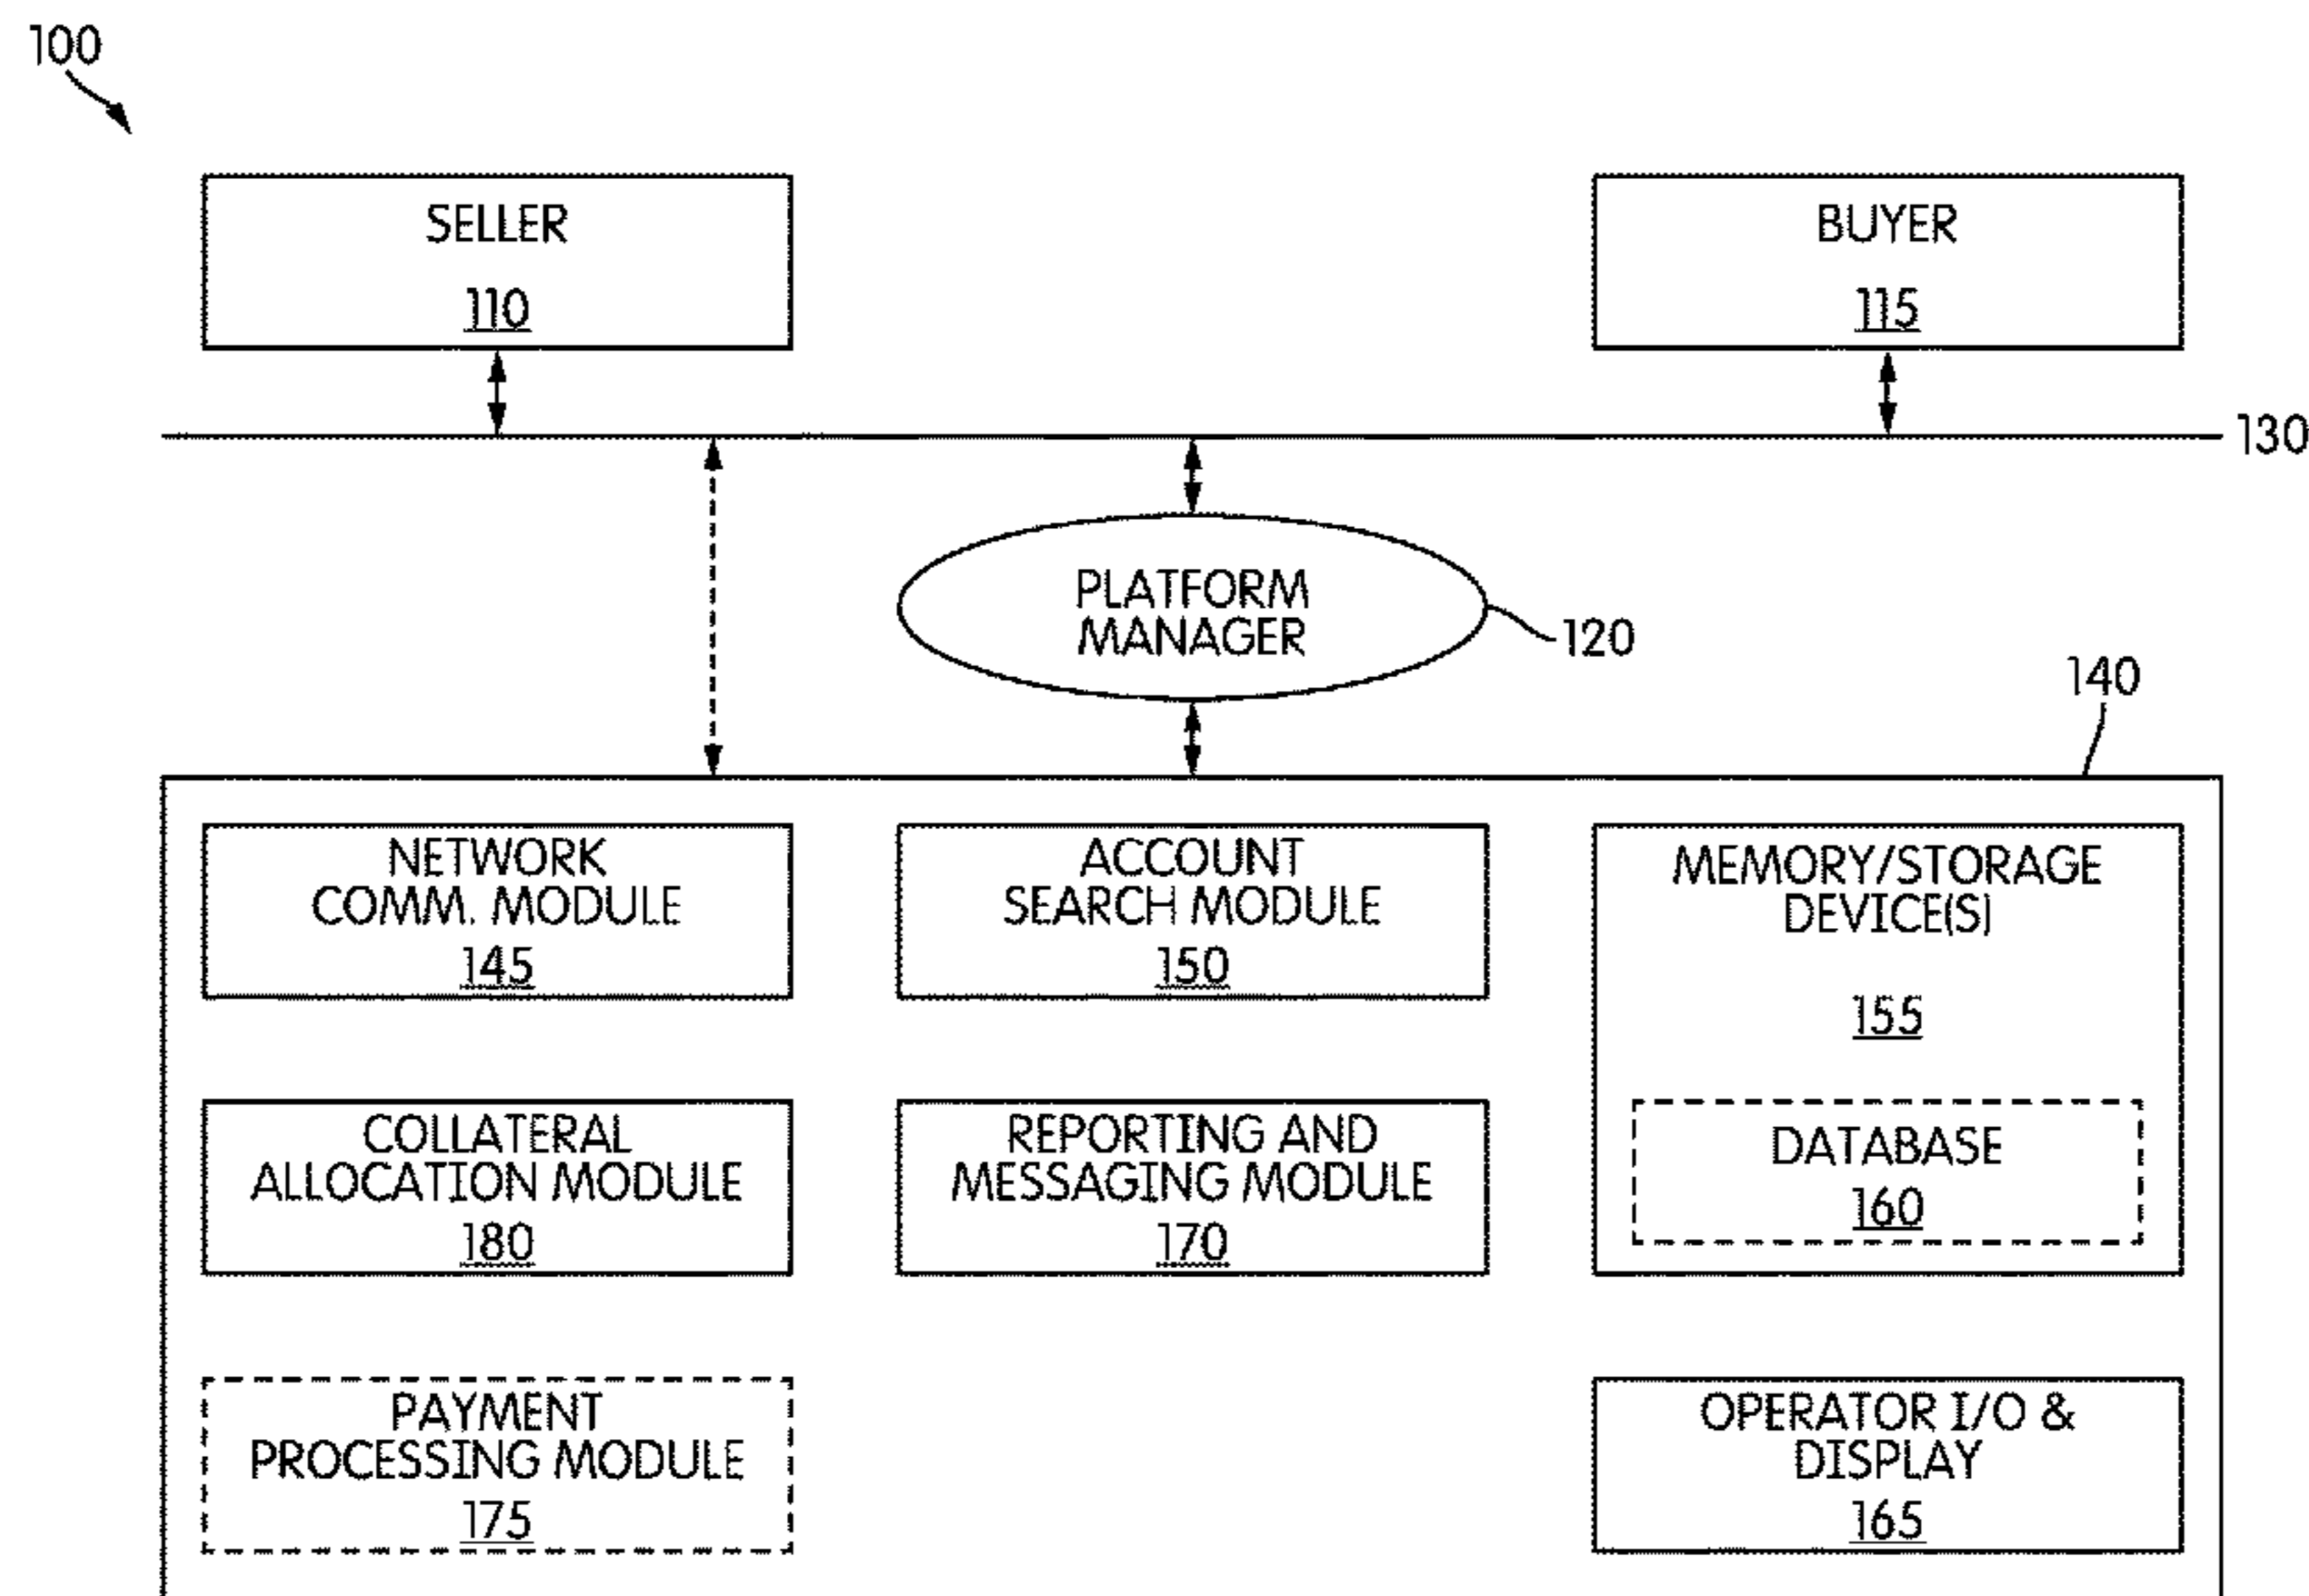 100
SELLER
110
BUYER
115
130
PLATFORM
MANAGER
120
140
NETWORK
COMM. MODULE
145
ACCOUNT
SEARCH MODULE
150
MEMORY/STORAGE
DEVICE(S)
155
COLLATERAL
ALLOCATION MODULE
180
REPORTING AND
MESSAGING MODULE
170
DATABASE
160
PAYMENT
PROCESSING MODULE
175
OPERATOR I/O &
DISPLAY
165